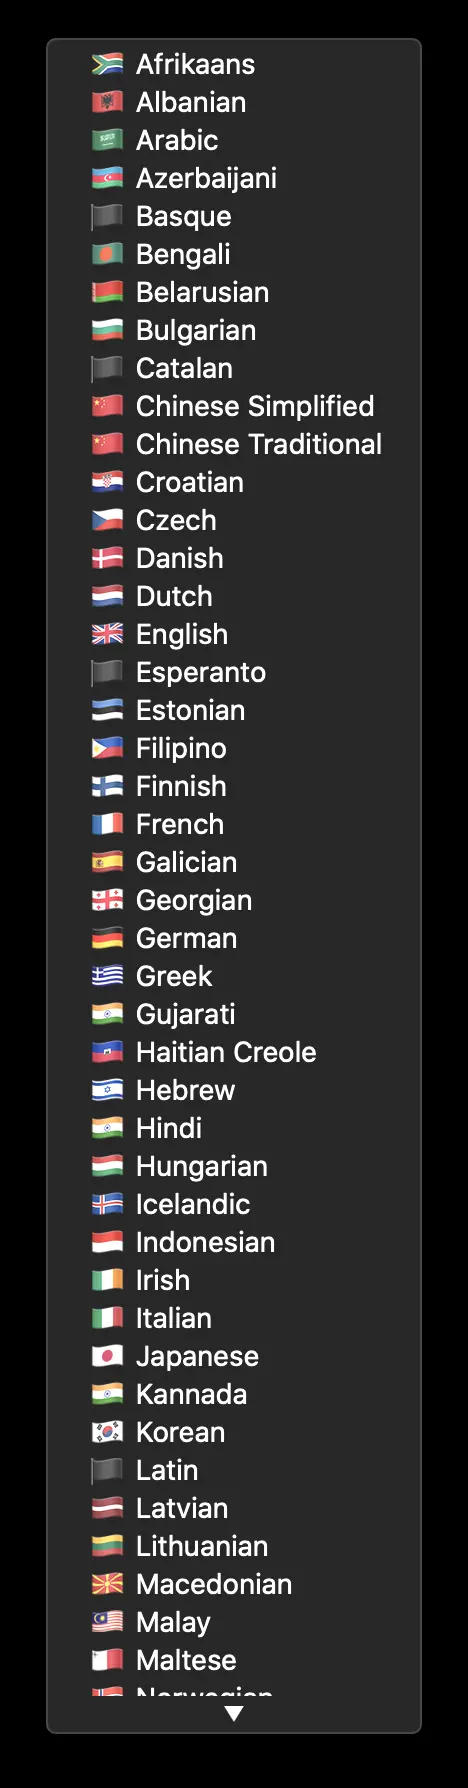 Afrikaans
Albanian
Arabic
Azerbaijani
Basque
Bengali
Belarusian
Bulgarian
Catalan
Chinese Simplified
Chinese Traditional
Croatian
Czech
Danish
Dutch
English
Esperanto
Estonian
Filipino
Finnish
French
Galician
Georgian
German
Greek
Gujarati
Haitian Creole
Hebrew
Hindi
Hungarian
Icelandic
Indonesian
Irish
Italian
Japanese
Kannada
Korean
Latin
Latvian
Lithuanian
Macedonian
Malay
Maltese
Norwegian